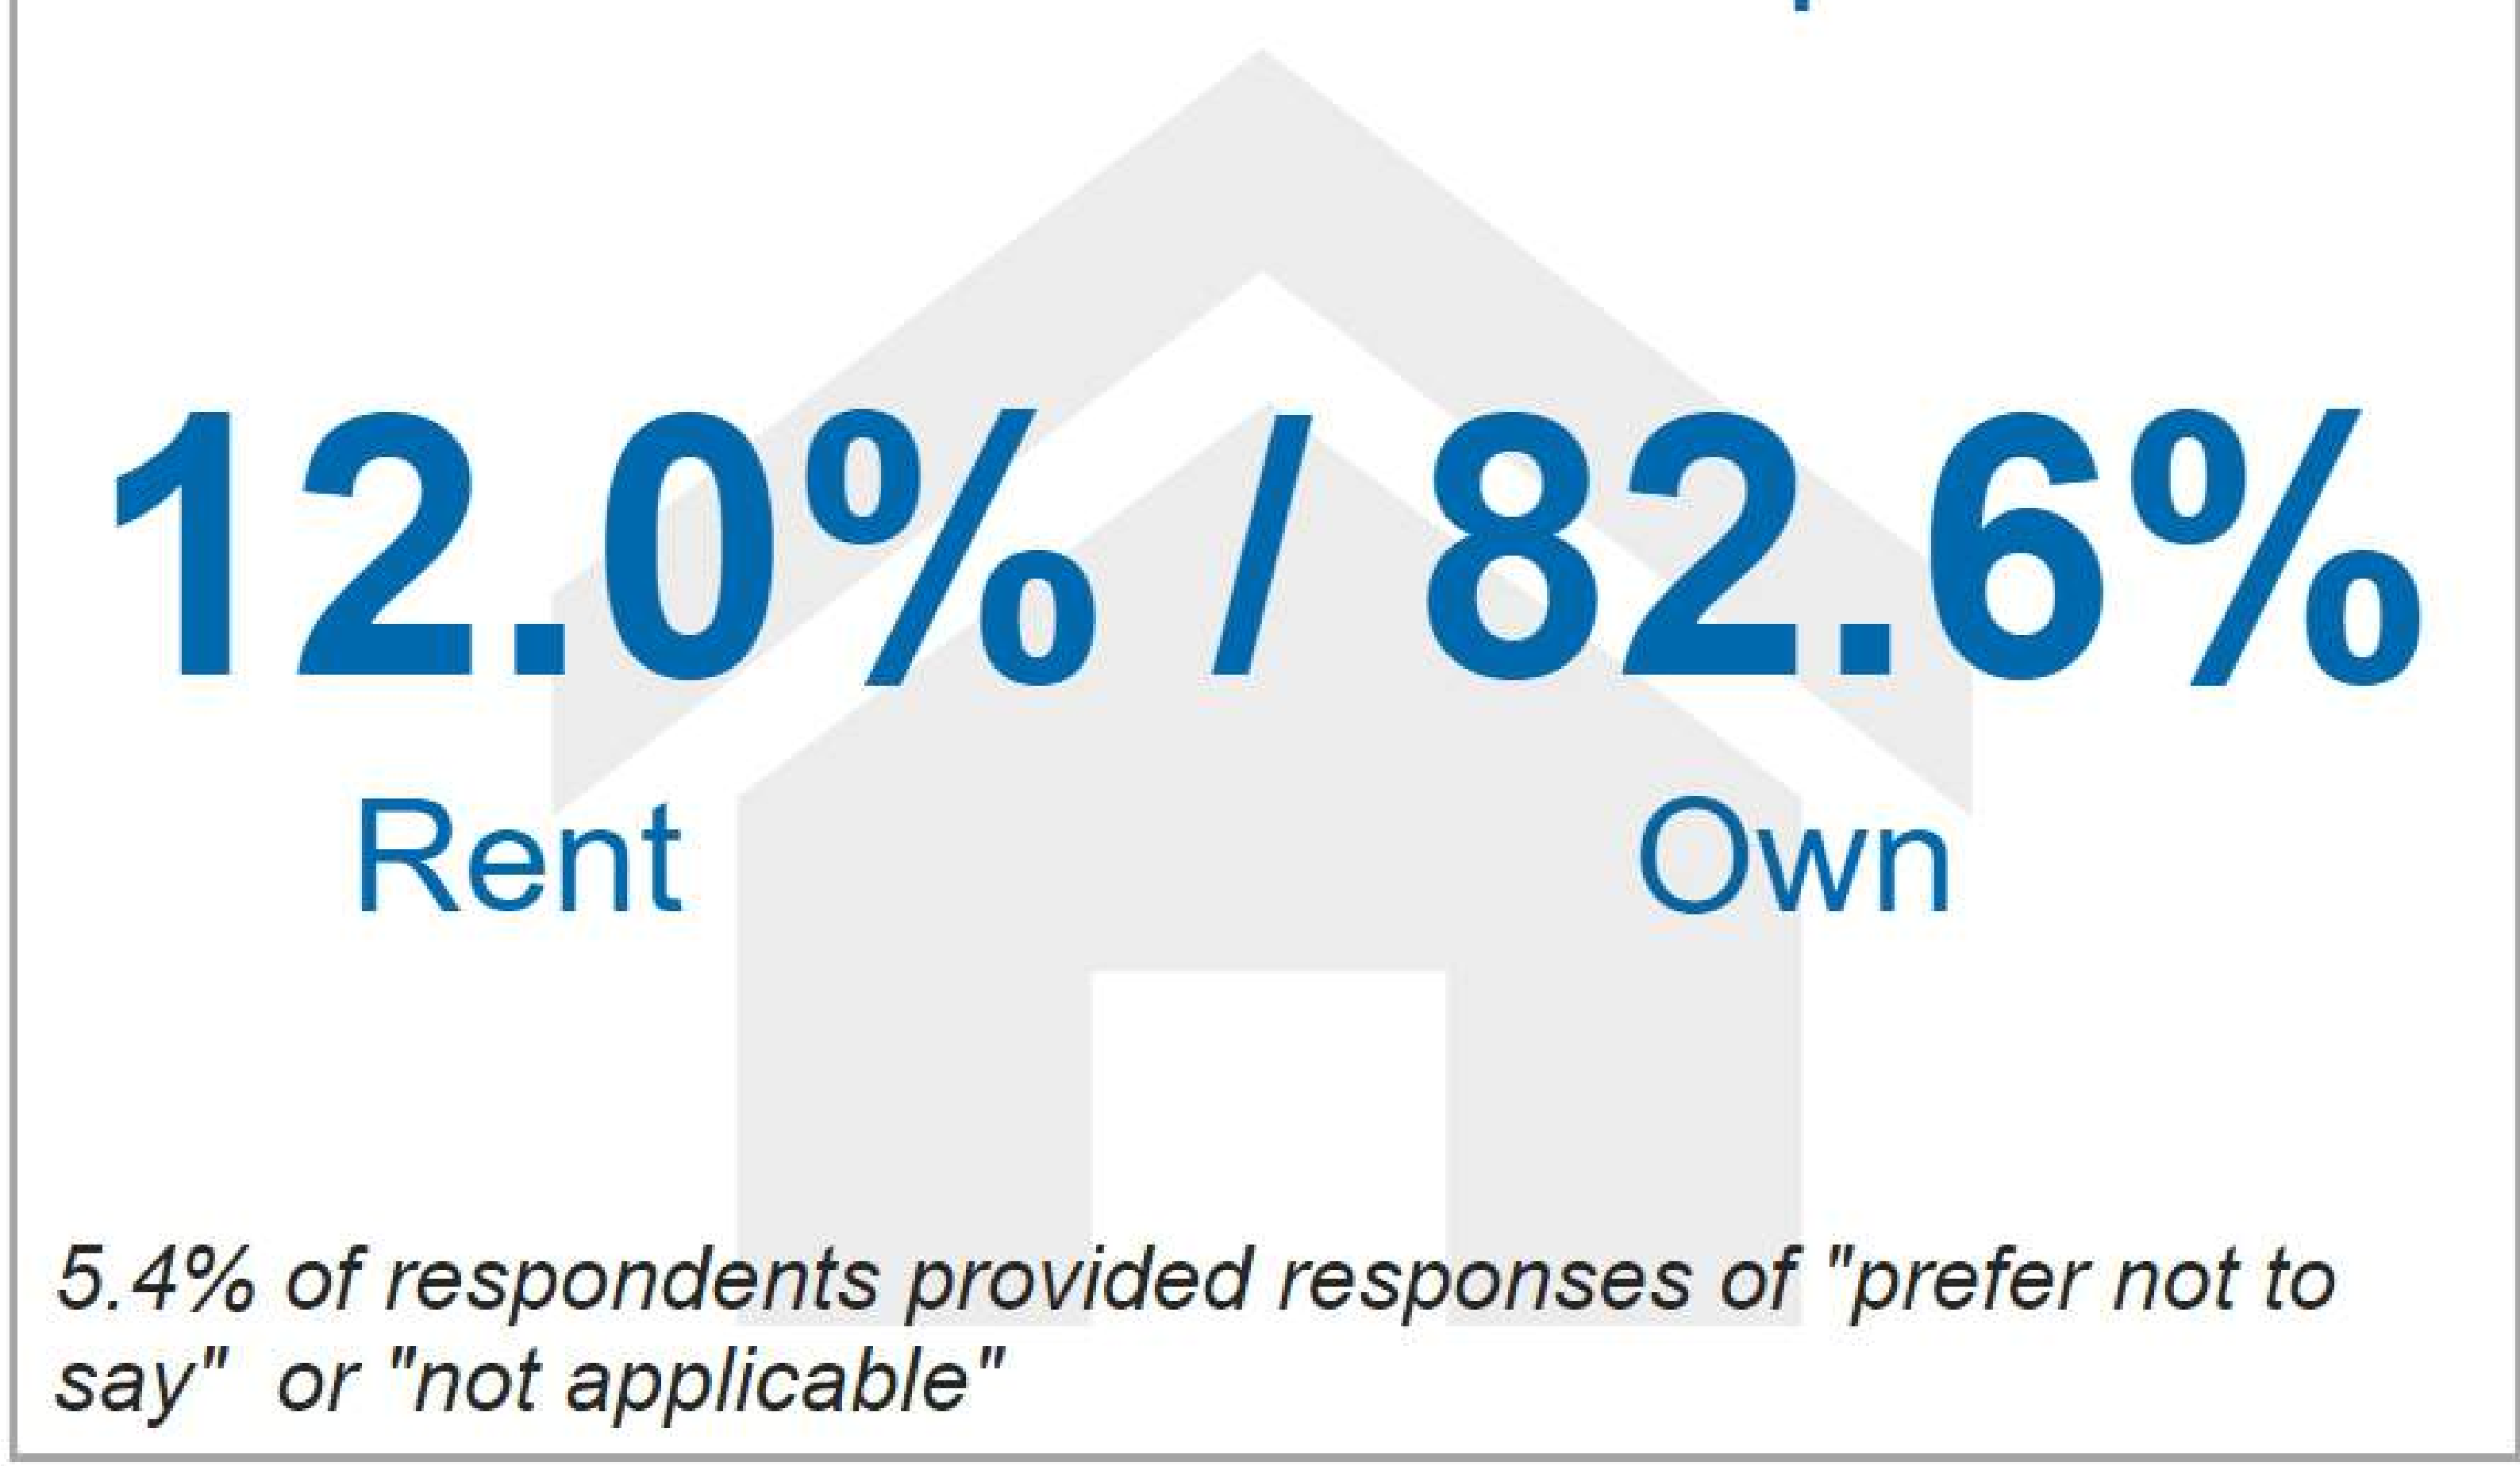 12.0% / 82.6%
Rent Own
5.4% of respondents provided responses of "prefer not to
say"  or "not applicable"